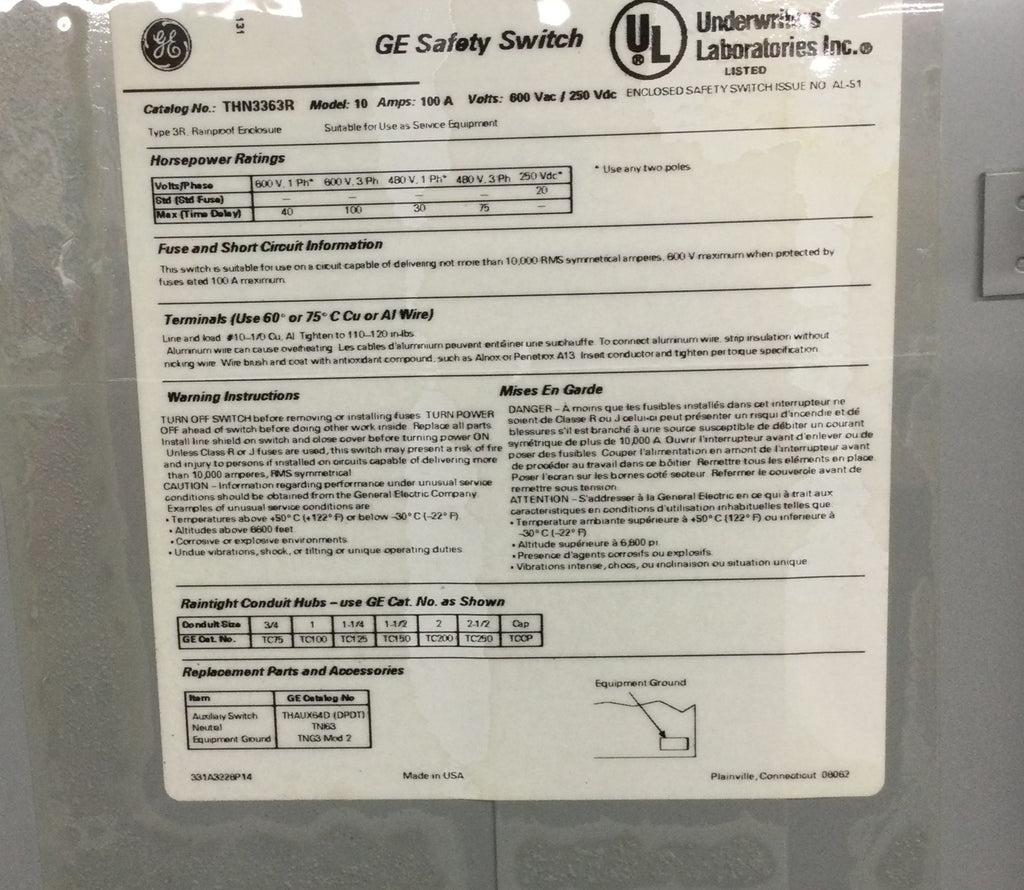 131
GE
GE Safety Switch
UL
Underwriters
Laboratories Inc.®
LISTED
Catalog No.: THN3363R Model: 10 Amps: 100 A Volts: 600 Vac / 250 Vdc ENCLOSED SAFETY SWITCH ISSUE NO. AL-51
Type 3R, Rainproof Enclosure Suitable for Use as Service Equipment
Horsepower Ratings
* Use any two poles
Volts/Phase 600 V, 1 Ph* 600 V, 3 Ph 480 V, 1 Ph* 480 V, 3 Ph 250 Vdc*
Std (Std Fuse) — — — — 20
Max (Time Delay) 40 100 30 75 —
Fuse and Short Circuit Information
This switch is suitable for use on a circuit capable of delivering not more than 10,000 RMS symmetrical amperes, 600 V maximum when protected by
fuses rated 100 A maximum.
Terminals (Use 60° or 75° C Cu or Al Wire)
Line and load #10-1/0 Cu, Al Tighten to 110-120 in-lbs
Aluminum wire can cause overheating. Les cables d'aluminium peuvent entrâiner une suchauffe. To connect aluminum wire, strip insulation without
nicking wire. Wire brush and coat with antioxidant compound, such as Alnox or Penetrox A13. Insert conductor and tighten per torque specification.
Warning Instructions
TURN OFF SWITCH before removing or installing fuses. TURN POWER
OFF ahead of switch before doing other work inside. Replace all parts.
Install line shield on switch and close cover before turning power ON.
Unless Class R or J fuses are used, this switch may present a risk of fire
and injury to persons if installed on circuits capable of delivering more
than 10,000 amperes, RMS symmetrical.
CAUTION – Information regarding performance under unusual service
conditions should be obtained from the General Electric Company.
Examples of unusual service conditions are
• Temperatures above +50° C (+122° F) or below -30° C (-22° F)
• Altitudes above 6600 feet
• Corrosive or explosive environments
• Undue vibrations, shock, or tilting or unique operating duties
Mises En Garde
DANGER – À moins que les fusibles installés dans cet interrupteur ne
soient de Classe R ou J celui-ci peut présenter un risqui d'incendie et dé
blessures s'il est branché à une source susceptible de débiter un courant
symétrique de plus de 10,000 A. Ouvrir l'interrupteur avant d'enlever ou de
poser des fusibles. Couper l'alimentation en amont de l'interrupteur avant
de procéder au travail dans ce bôitier. Remettre tous les eléments en place.
Poser l'ecran sur les bornes coté secteur. Refermer le couvercle avant de
remettre sous tension.
ATTENTION – S'addresser à la General Electric en ce qui à trait aux
caracteristiques en conditions d'utilisation inhabituelles telles que
• Temperature ambiante supérieure à +50° C (122° F) ou inferieure à
-30° C (-22° F)
• Altitude supérieure à 6,600 pi
• Presence d'agents corrosifs ou explosifs
• Vibrations intense, chocs, ou inclinaison ou situation unique
Raintight Conduit Hubs – use GE Cat. No. as Shown
Conduit Size 3/4 1 1-1/4 1-1/2 2 2-1/2 Cap
GE Cat. No. TC75 TC100 TC125 TC150 TC200 TC250 TCCP
Replacement Parts and Accessories
Item GE Catalog No
Auxiliary Switch THAUX64D (DPDT)
Neutral TNI63
Equipment Ground TNG3 Mod 2
Equipment Ground
331A3228P14 Made in USA Plainville, Connecticut 06062